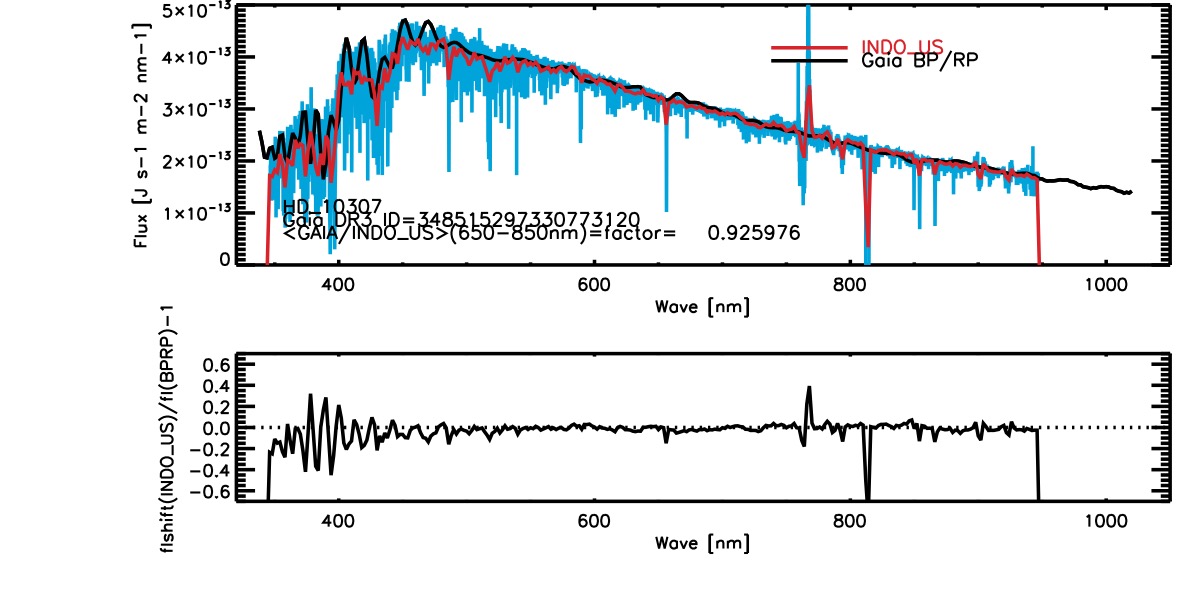 5×10−13
4×10−13
3×10−13
2×10−13
1×10−13
0
Flux [J s−1 m−2 nm−1]
INDO_US
Gaia BP/RP
HD_10307
Gaia DR3 ID=348515297330773120
<GAIA/INDO_US>(650−850nm)=factor= 0.925976
400 600 800 1000
Wave [nm]
flshift(INDO_US)/fl(BPRP)−1
0.6
0.4
0.2
0.0
−0.2
−0.4
−0.6
400 600 800 1000
Wave [nm]